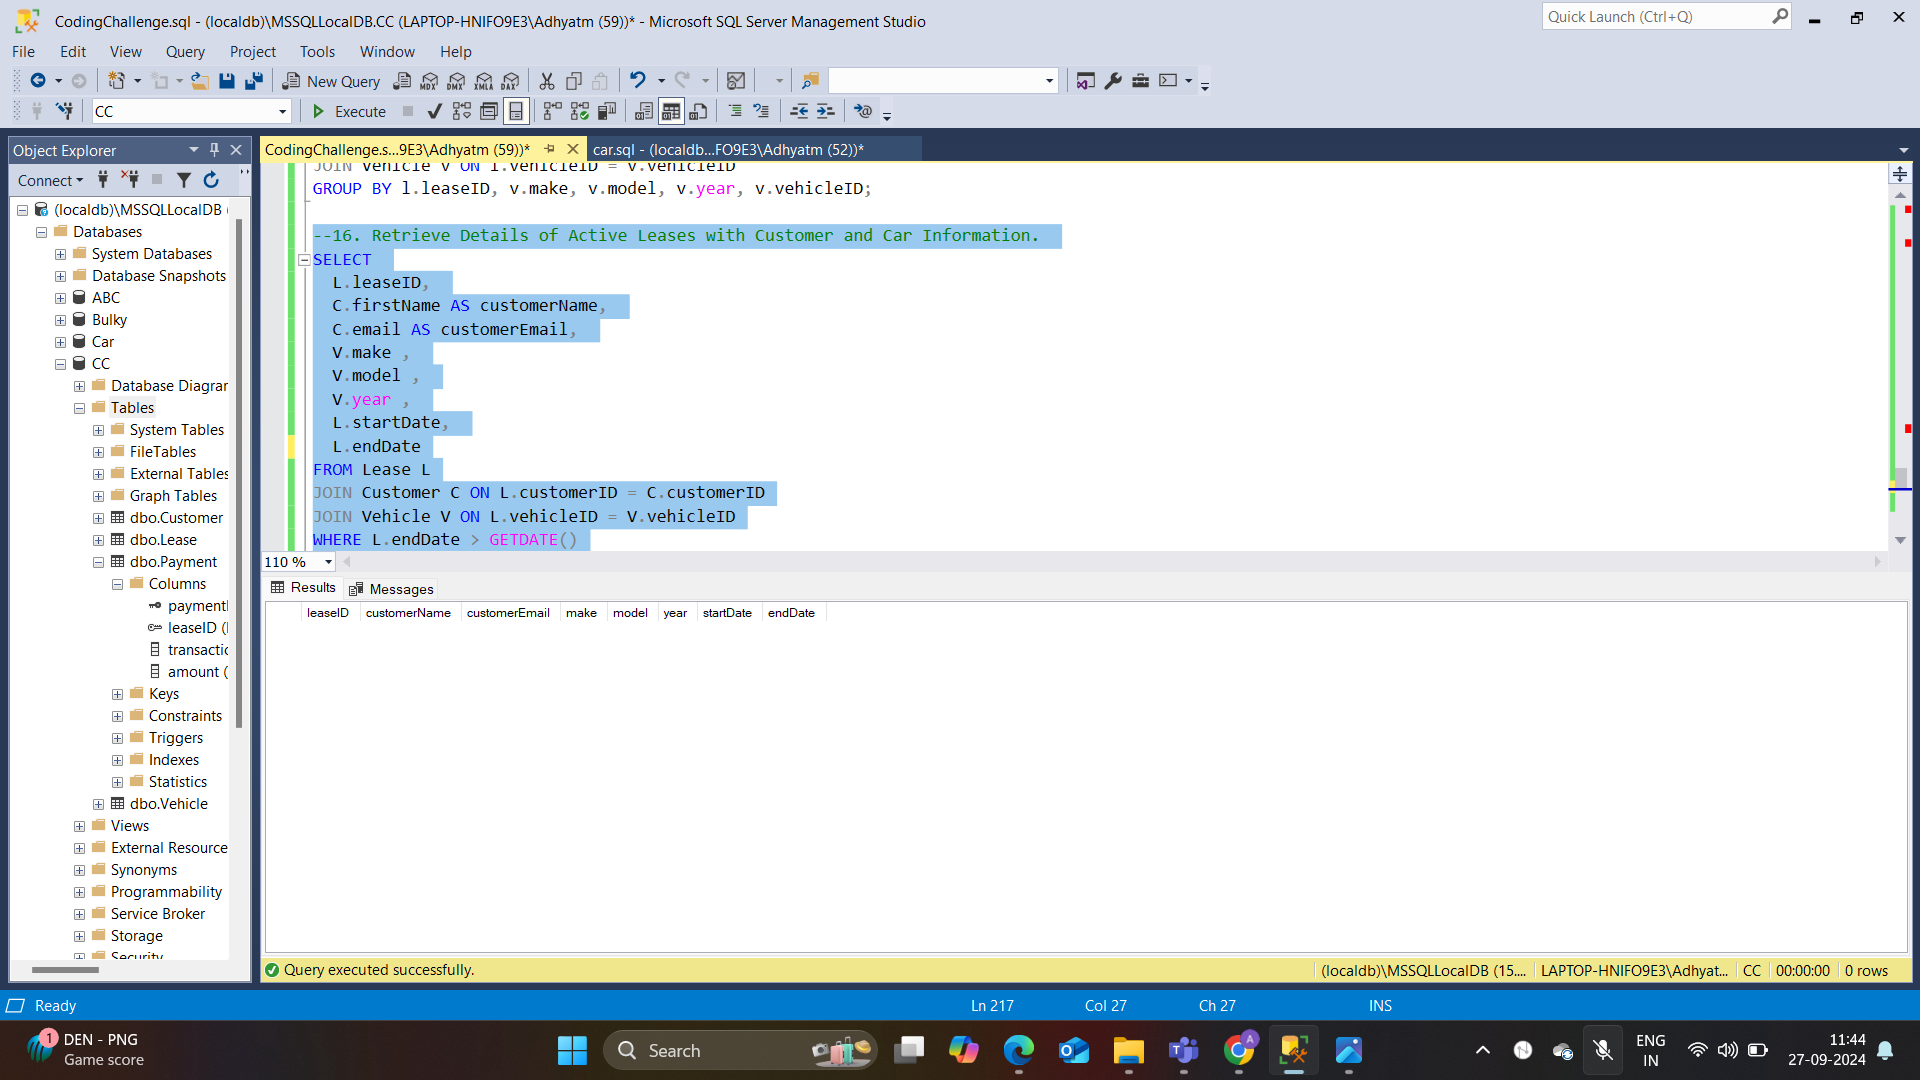 CodingChallenge.sql - (localdb)\MSSQLLocalDB.CC (LAPTOP-HNIFO9E3\Adhyatm (59))* - Microsoft SQL Server Management Studio
Quick Launch (Ctrl+Q)
File Edit View Query Project Tools Window Help
New Query MDX DMX XMLA DAX
CC Execute
Object Explorer
Connect
(localdb)\MSSQLLocalDB (
Databases
System Databases
Database Snapshots
ABC
Bulky
Car
CC
Database Diagrar
Tables
System Tables
FileTables
External Tables
Graph Tables
dbo.Customer
dbo.Lease
dbo.Payment
Columns
paymentI
leaseID (
transactio
amount (
Keys
Constraints
Triggers
Indexes
Statistics
dbo.Vehicle
Views
External Resource
Synonyms
Programmability
Service Broker
Storage
Security
CodingChallenge.s...9E3\Adhyatm (59))* car.sql - (localdb...FO9E3\Adhyatm (52))*
JOIN Vehicle v ON l.vehicleID = v.vehicleID
GROUP BY l.leaseID, v.make, v.model, v.year, v.vehicleID;
--16. Retrieve Details of Active Leases with Customer and Car Information.
SELECT
L.leaseID,
C.firstName AS customerName,
C.email AS customerEmail,
V.make ,
V.model ,
V.year ,
L.startDate,
L.endDate
FROM Lease L
JOIN Customer C ON L.customerID = C.customerID
JOIN Vehicle V ON L.vehicleID = V.vehicleID
WHERE L.endDate > GETDATE()
110 %
Results Messages
leaseID customerName customerEmail make model year startDate endDate
Query executed successfully. (localdb)\MSSQLLocalDB (15.... LAPTOP-HNIFO9E3\Adhyat... CC 00:00:00 0 rows
Ready Ln 217 Col 27 Ch 27 INS
1 DEN - PNG
Game score
Search
ENG
IN
11:44
27-09-2024